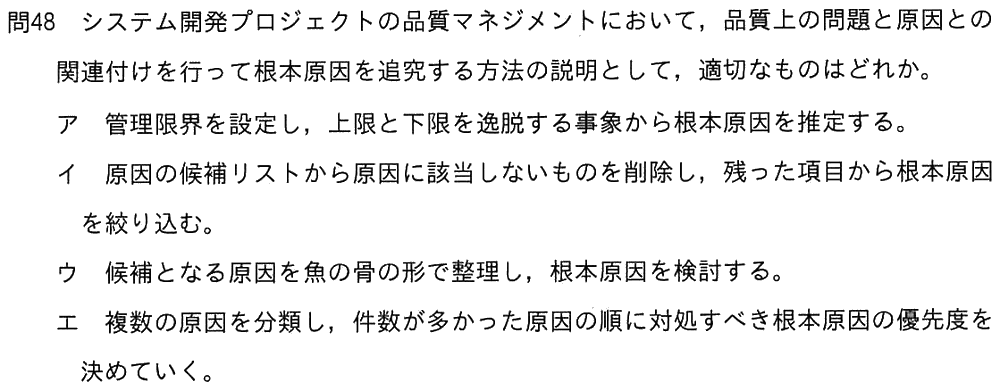 問48 システム開発プロジェクトの品質マネジメントにおいて，品質上の問題と原因との
関連付けを行って根本原因を追究する方法の説明として，適切なものはどれか。
ア 管理限界を設定し，上限と下限を逸脱する事象から根本原因を推定する。
イ 原因の候補リストから原因に該当しないものを削除し，残った項目から根本原因
を絞り込む。
ウ 候補となる原因を魚の骨の形で整理し，根本原因を検討する。
エ 複数の原因を分類し，件数が多かった原因の順に対処すべき根本原因の優先度を
決めていく。